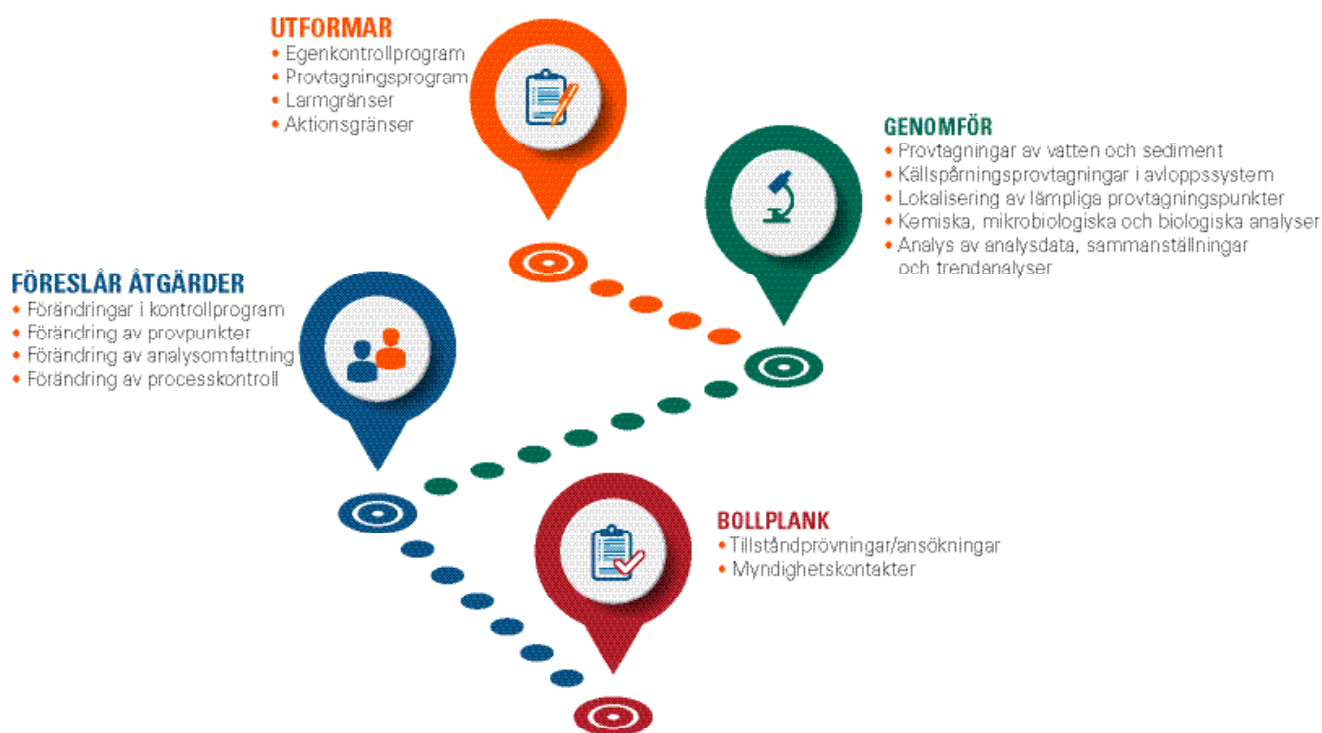 UTFORMAR
• Egenkontrollprogram
• Provtagningsprogram
• Larmgränser
• Aktionsgränser
GENOMFÖR
• Provtagningar av vatten och sediment
• Källspårningsprovtagningar i avloppssystem
• Lokalisering av lämpliga provtagningspunkter
• Kemiska, mikrobiologiska och biologiska analyser
• Analys av analysdata, sammanställningar
och trendanalyser
FÖRESLÅR ÅTGÄRDER
• Förändringar i kontrollprogram
• Förändring av provpunkter
• Förändring av analysomfattning
• Förändring av processkontroll
BOLLPLANK
• Tillståndprövningar/ansökningar
• Myndighetskontakter